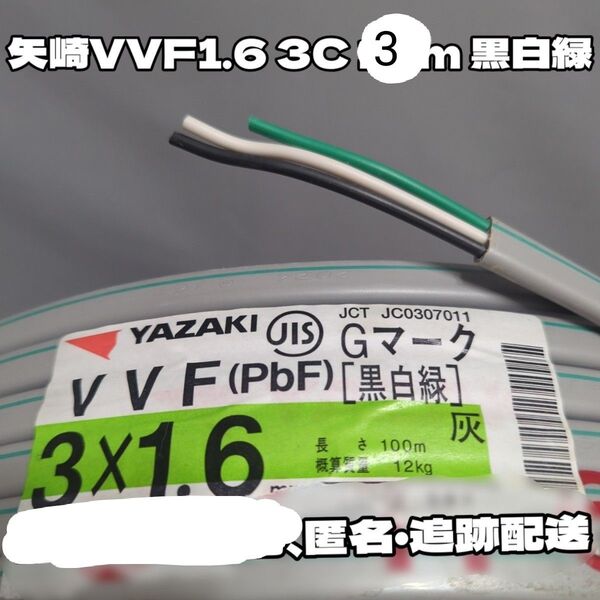 矢崎VVF1.6 3C 3 m 黒白緑
JCT JC0307011
YAZAKI JIS Gマーク
VVF(PbF) [黒白緑]
3×1.6 灰
長さ 100m
概算質量 12kg
匿名・追跡配送